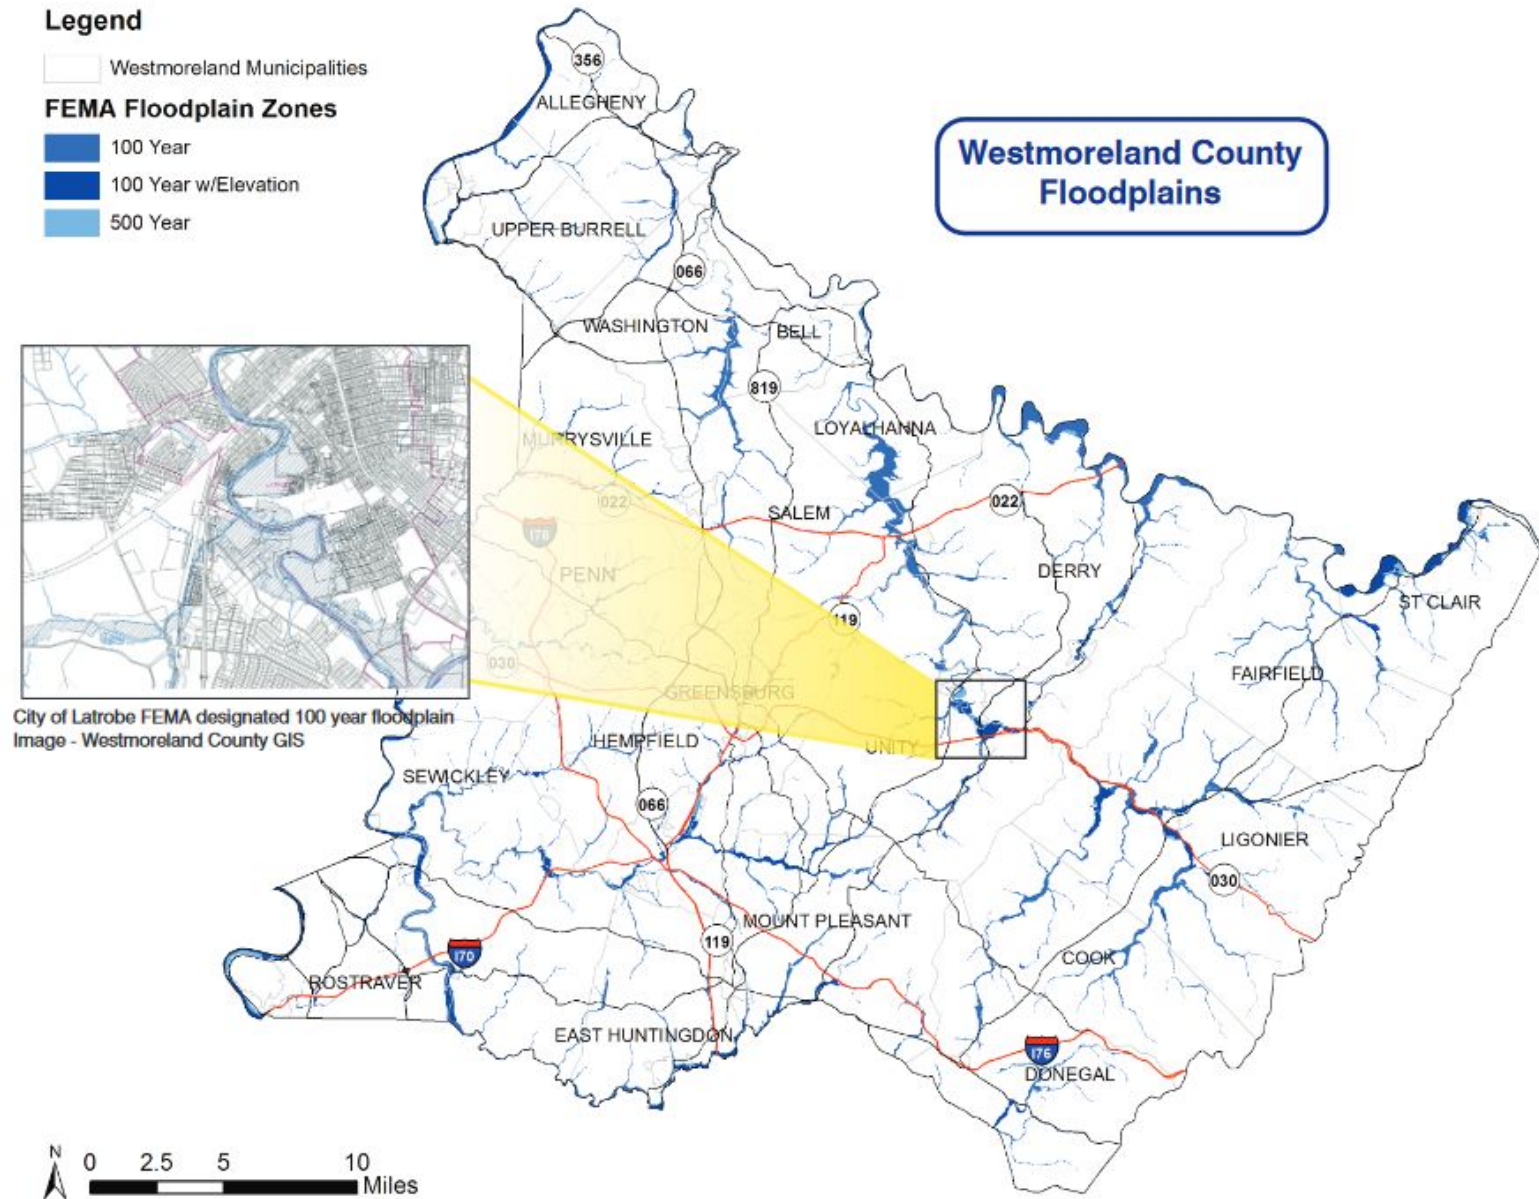 Legend
Westmoreland Municipalities
FEMA Floodplain Zones
100 Year
100 Year w/Elevation
500 Year
Westmoreland County
Floodplains
356
ALLEGHENY
UPPER BURRELL
066
WASHINGTON
BELL
819
MURRYSVILLE
LOYALHANNA
022
022
SALEM
I76
PENN
DERRY
ST CLAIR
119
030
GREENSBURG
FAIRFIELD
City of Latrobe FEMA designated 100 year floodplain
Image - Westmoreland County GIS
HEMPFIELD
UNITY
SEWICKLEY
066
LIGONIER
030
MOUNT PLEASANT
119
I70
COOK
ROSTRAVER
EAST HUNTINGDON
I76
DONEGAL
N
0 2.5 5 10
Miles